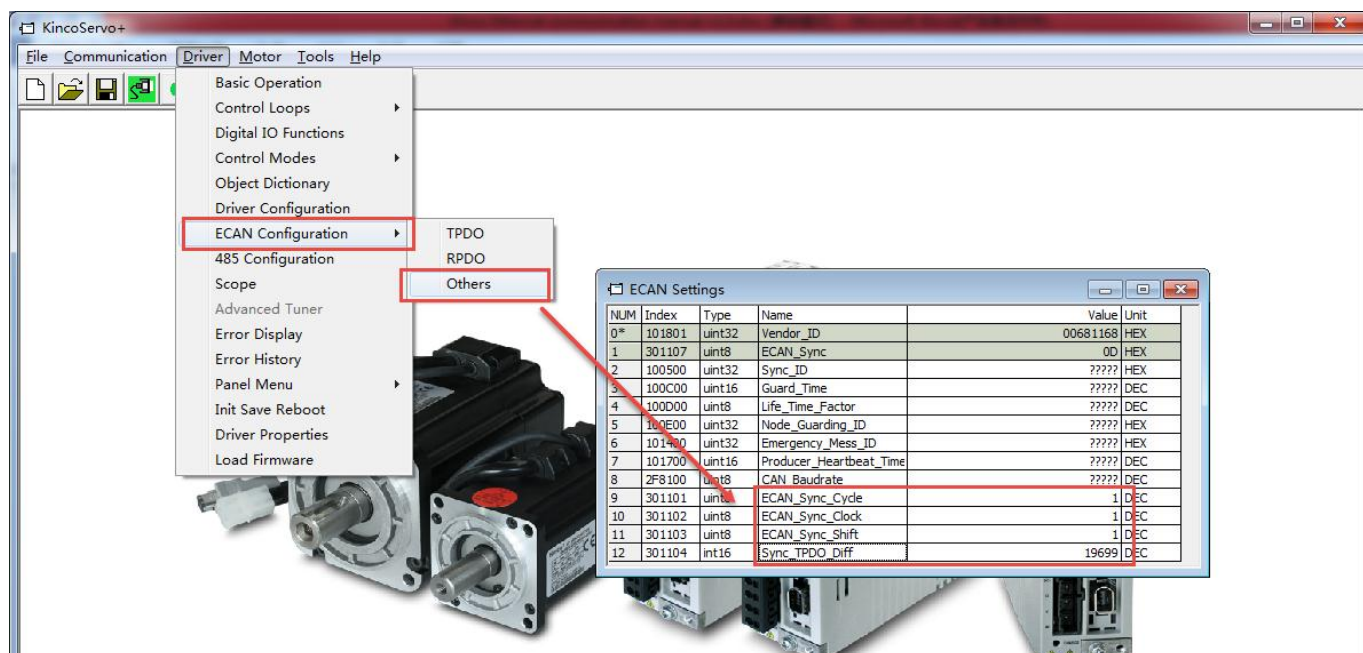 KincoServo+
File Communication Driver Motor Tools Help
Basic Operation
Control Loops
Digital IO Functions
Control Modes
Object Dictionary
Driver Configuration
ECAN Configuration
485 Configuration
Scope
Advanced Tuner
Error Display
Error History
Panel Menu
Init Save Reboot
Driver Properties
Load Firmware
TPDO
RPDO
Others
ECAN Settings
NUM Index Type Name Value Unit
0* 101801 uint32 Vendor_ID 00681168 HEX
1 301107 uint8 ECAN_Sync 0D HEX
2 100500 uint32 Sync_ID ????? HEX
3 100C00 uint16 Guard_Time ????? DEC
4 100D00 uint8 Life_Time_Factor ????? DEC
5 100E00 uint32 Node_Guarding_ID ????? HEX
6 101400 uint32 Emergency_Mess_ID ????? HEX
7 101700 uint16 Producer_Heartbeat_Time ????? DEC
8 2F8100 uint8 CAN Baudrate ????? DEC
9 301101 uint8 ECAN_Sync_Cycle 1 DEC
10 301102 uint8 ECAN_Sync_Clock 1 DEC
11 301103 uint8 ECAN_Sync_Shift 1 DEC
12 301104 int16 Sync_TPDO_Diff 19699 DEC